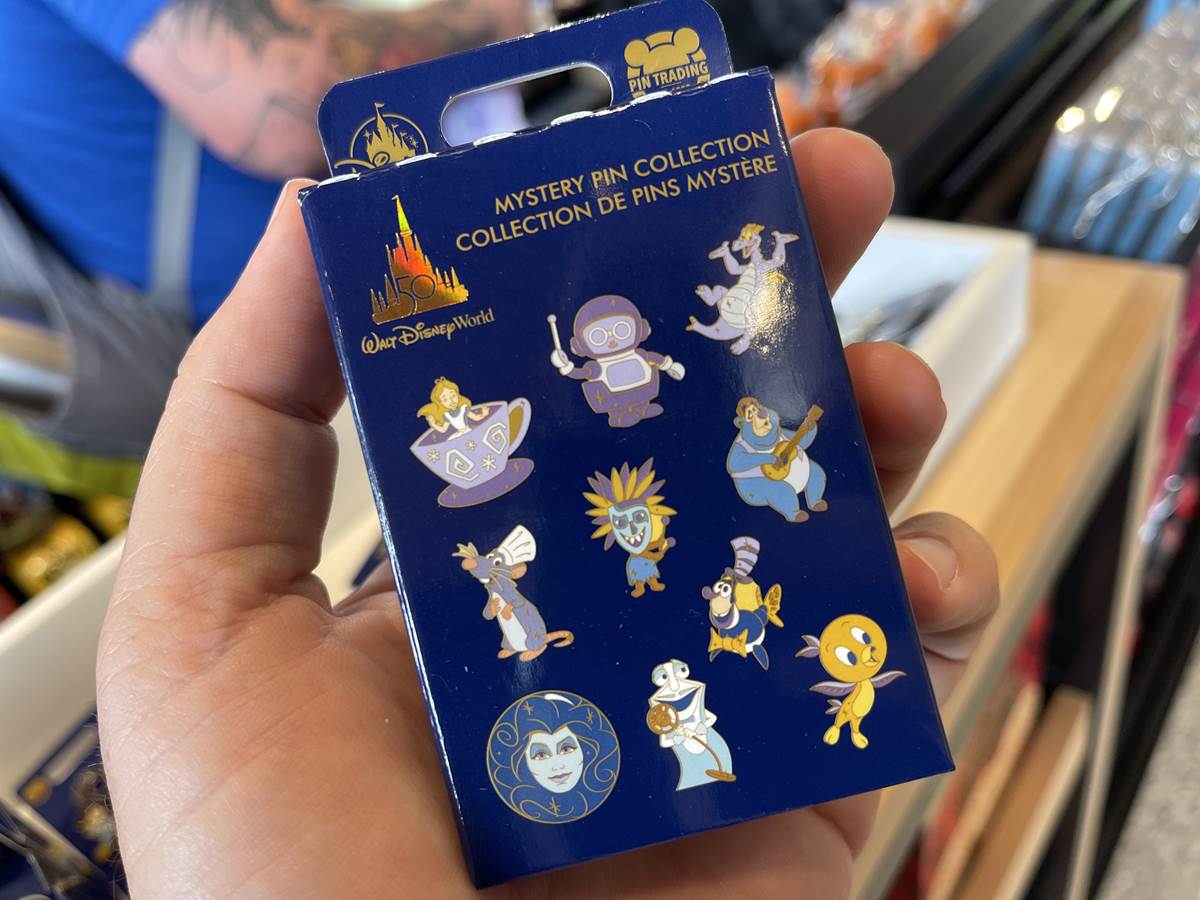 PIN TRADING
MYSTERY PIN COLLECTION
COLLECTION DE PINS MYSTÈRE
50
Walt Disney World